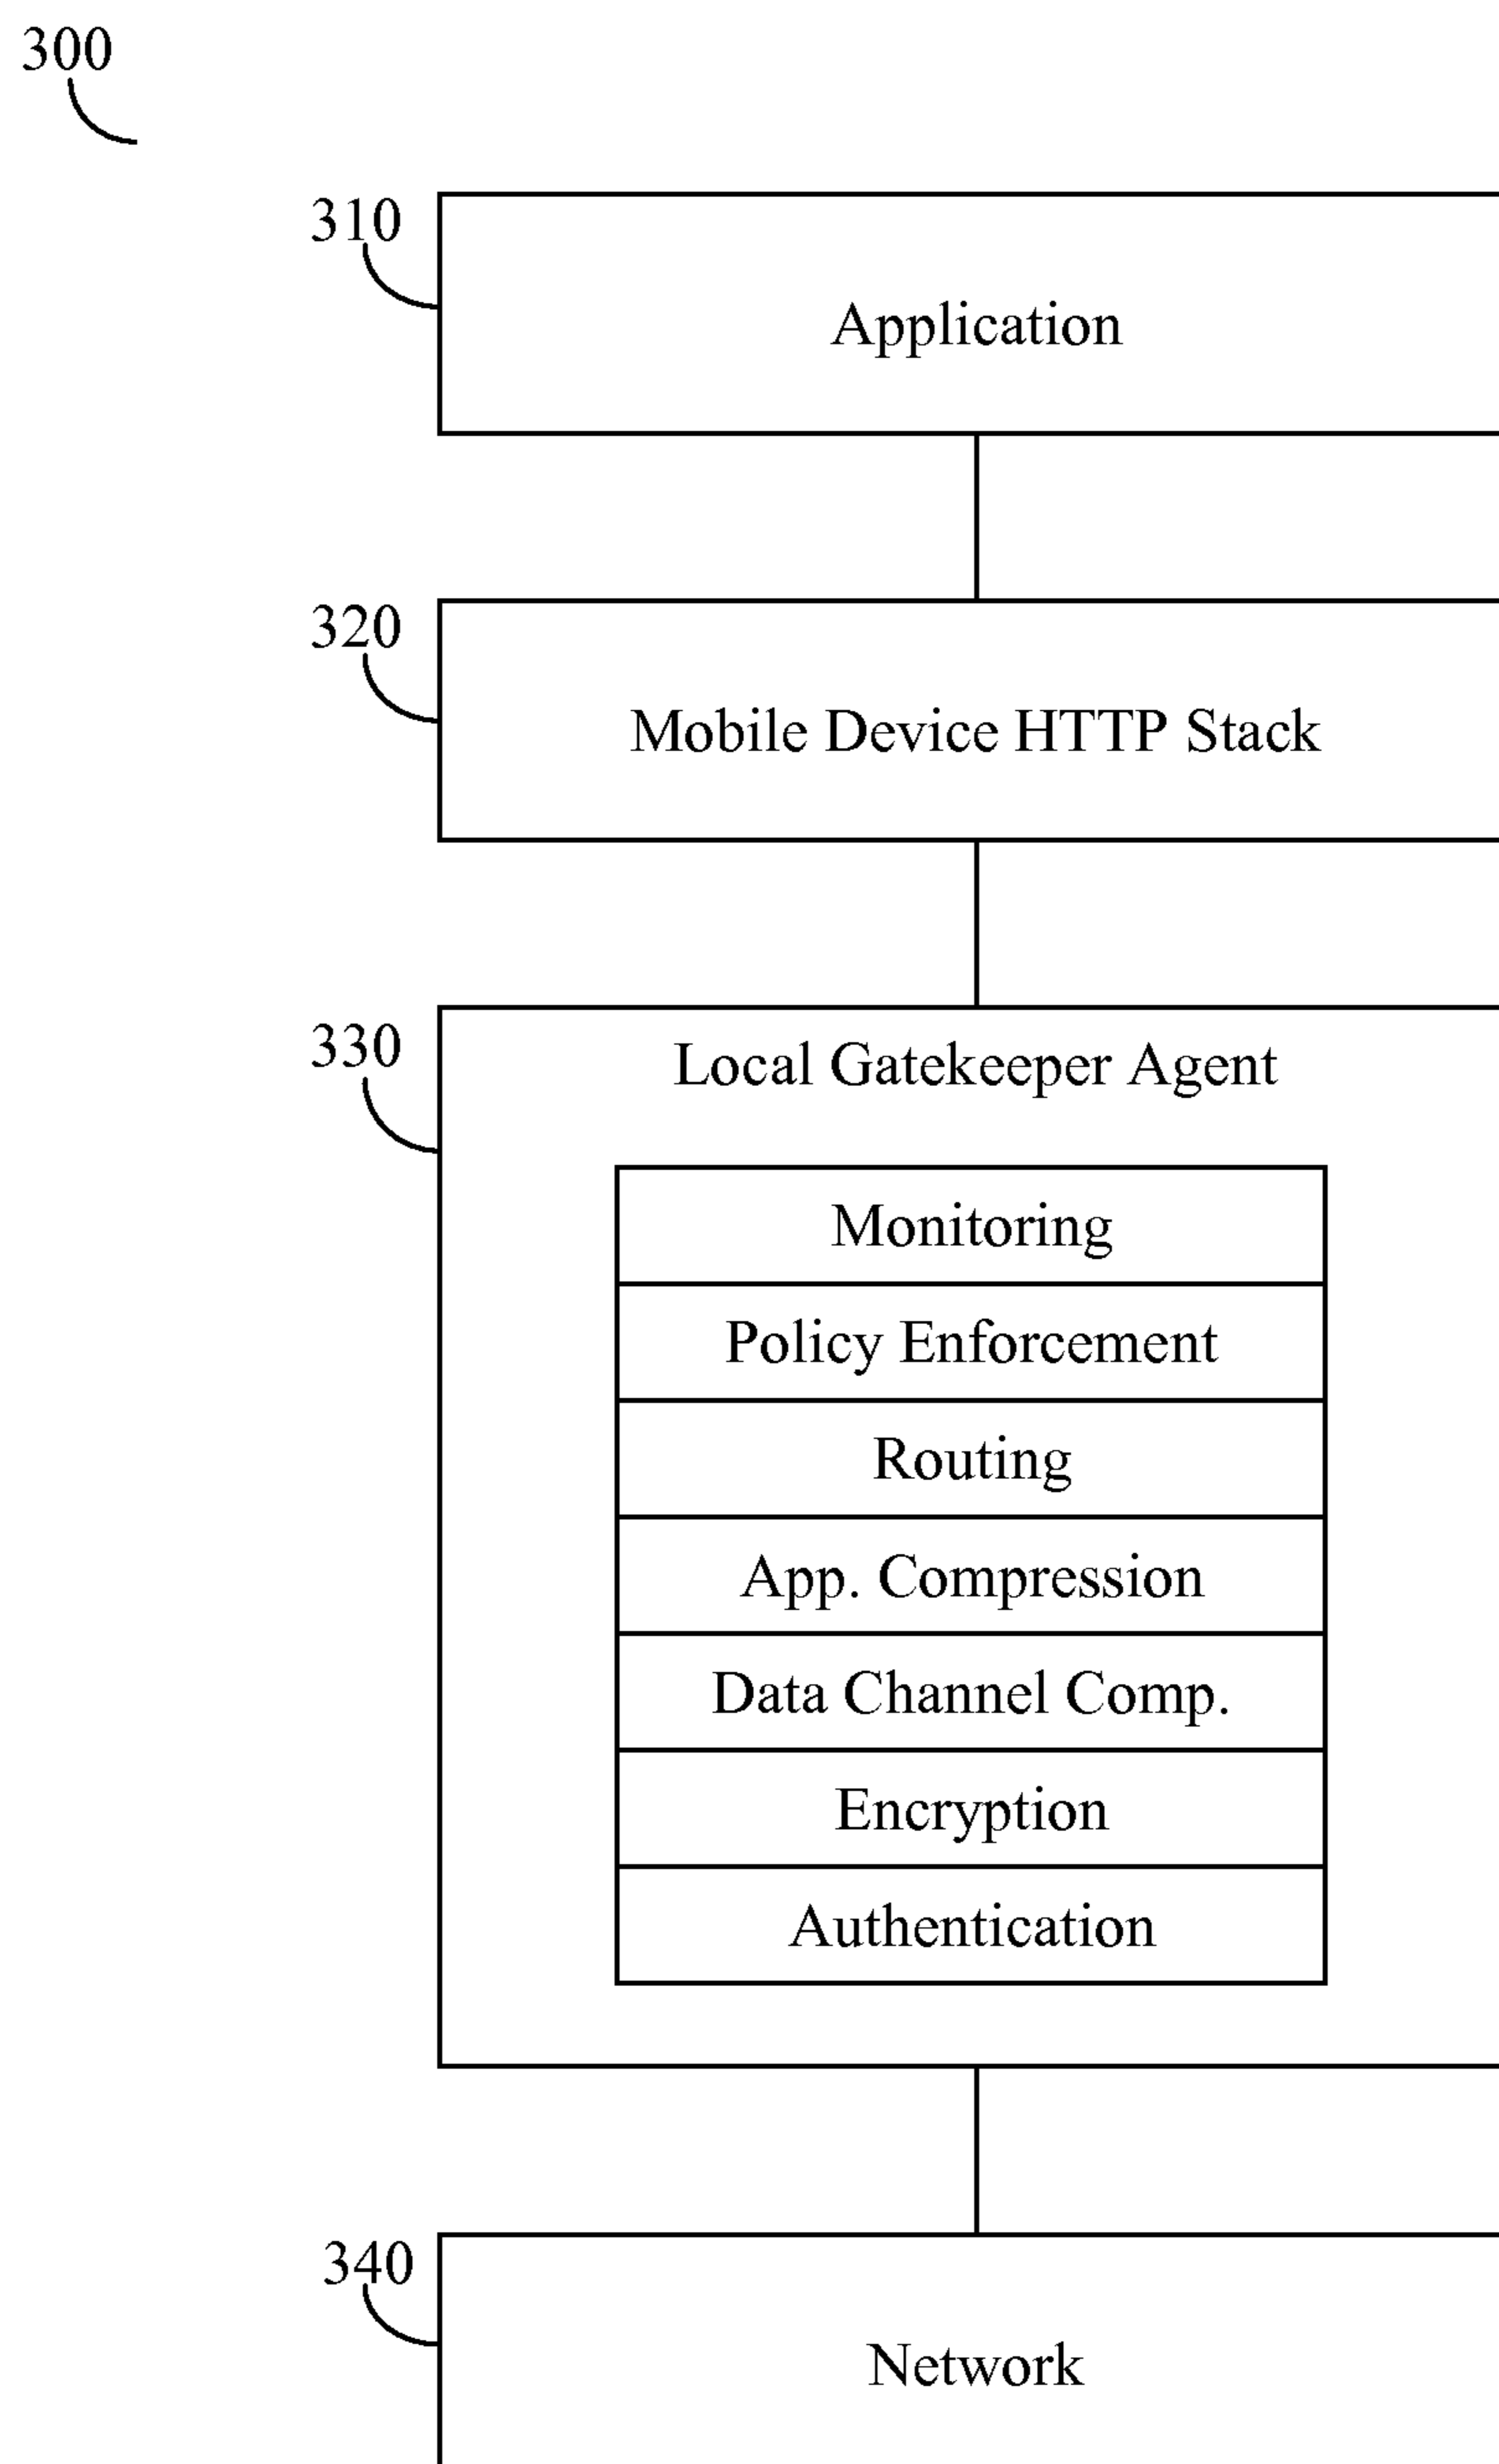 300
310
Application
320
Mobile Device HTTP Stack
330
Local Gatekeeper Agent
Monitoring
Policy Enforcement
Routing
App. Compression
Data Channel Comp.
Encryption
Authentication
340
Network